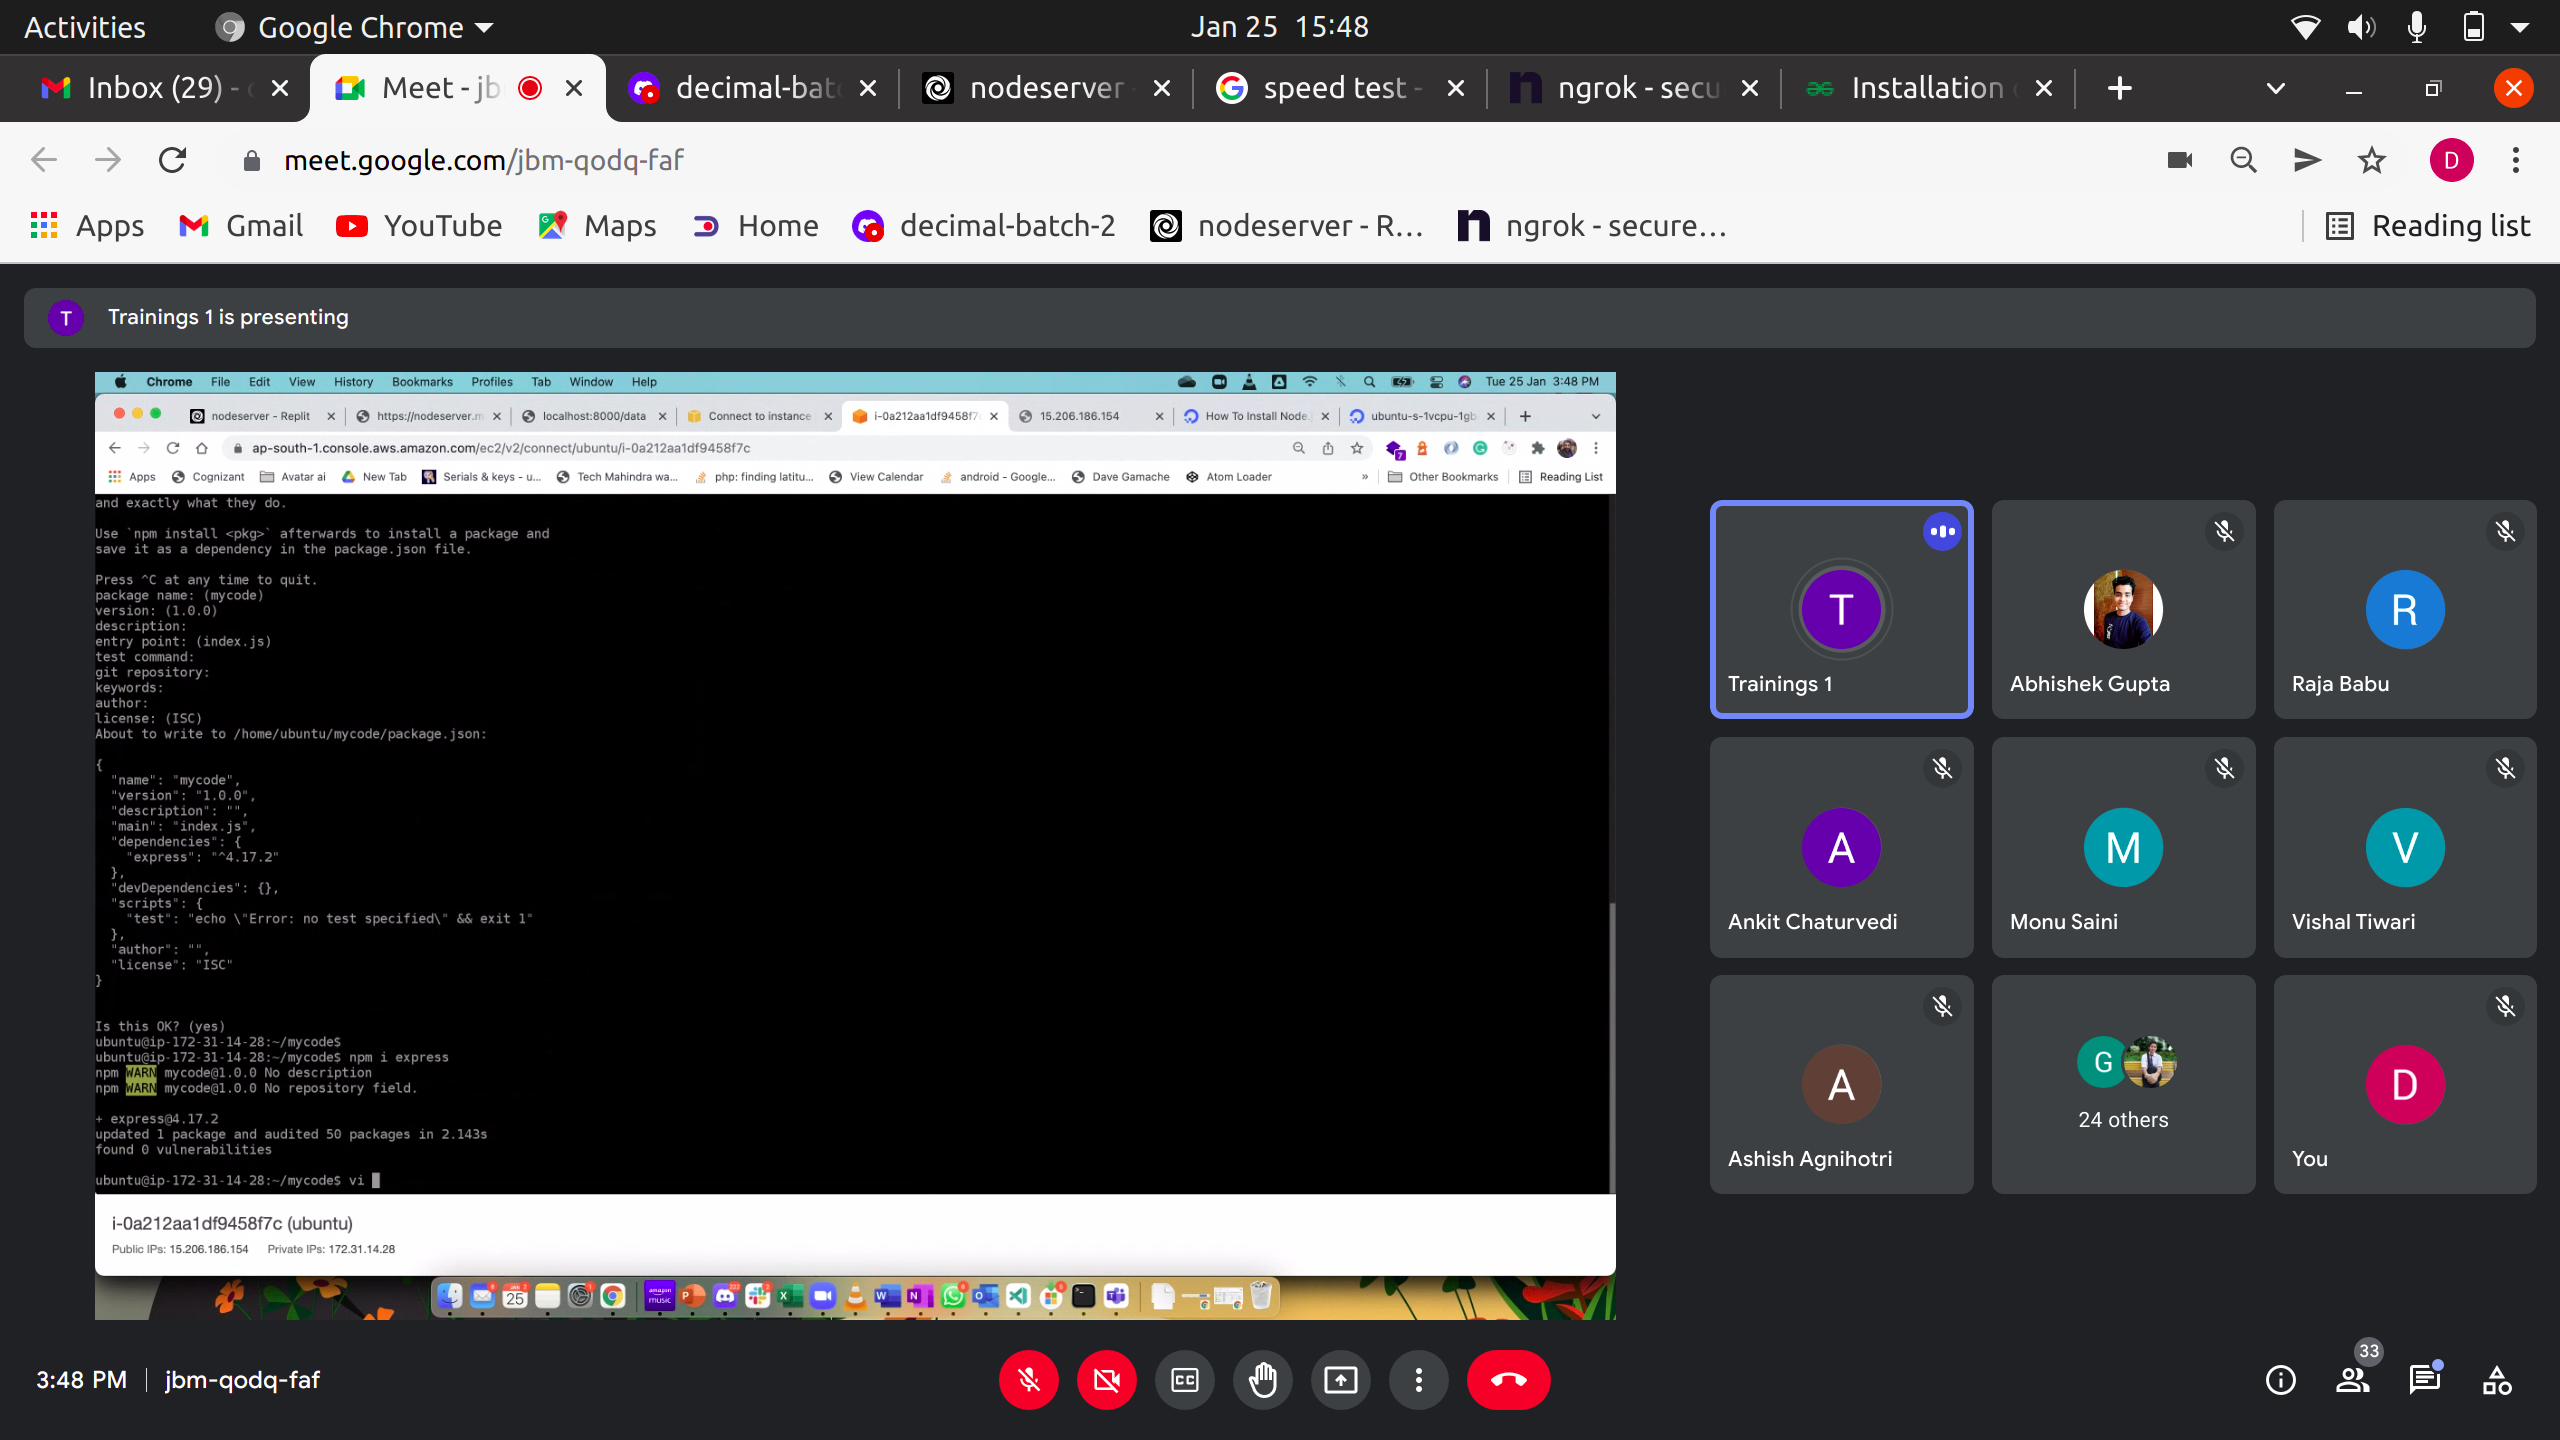 Activities Google Chrome Jan 25 15:48
Inbox (29) - Meet - jb decimal-bat nodeserver speed test - ngrok - secu Installation
meet.google.com/jbm-qodq-faf D
Apps Gmail YouTube Maps Home decimal-batch-2 nodeserver - R... ngrok - secure... Reading list
T Trainings 1 is presenting
Chrome File Edit View History Bookmarks Profiles Tab Window Help Tue 25 Jan 3:48 PM
nodeserver - Replit https://nodeserver.m localhost:8000/data Connect to instance i-0a212aa1df9458f7 15.206.186.154 How To Install Node. ubuntu-s-1vcpu-1gb
ap-south-1.console.aws.amazon.com/ec2/v2/connect/ubuntu/i-0a212aa1df9458f7c
Apps Cognizant Avatar ai New Tab Serials & keys - u... Tech Mahindra wa... php: finding latitu... View Calendar android - Google... Dave Gamache Atom Loader » Other Bookmarks Reading List
and exactly what they do.
Use `npm install <pkg>` afterwards to install a package and
save it as a dependency in the package.json file.
Press ^C at any time to quit.
package name: (mycode)
version: (1.0.0)
description:
entry point: (index.js)
test command:
git repository:
keywords:
author:
license: (ISC)
About to write to /home/ubuntu/mycode/package.json:
{
"name": "mycode",
"version": "1.0.0",
"description": "",
"main": "index.js",
"dependencies": {
"express": "^4.17.2"
},
"devDependencies": {},
"scripts": {
"test": "echo \"Error: no test specified\" && exit 1"
},
"author": "",
"license": "ISC"
}
Is this OK? (yes)
ubuntu@ip-172-31-14-28:~/mycode$
ubuntu@ip-172-31-14-28:~/mycode$ npm i express
npm WARN mycode@1.0.0 No description
npm WARN mycode@1.0.0 No repository field.
+ express@4.17.2
updated 1 package and audited 50 packages in 2.143s
found 0 vulnerabilities
ubuntu@ip-172-31-14-28:~/mycode$ vi
i-0a212aa1df9458f7c (ubuntu)
Public IPs: 15.206.186.154 Private IPs: 172.31.14.28
T R
Trainings 1 Abhishek Gupta Raja Babu
A M V
Ankit Chaturvedi Monu Saini Vishal Tiwari
A G D
24 others
Ashish Agnihotri You
33
3:48 PM jbm-qodq-faf